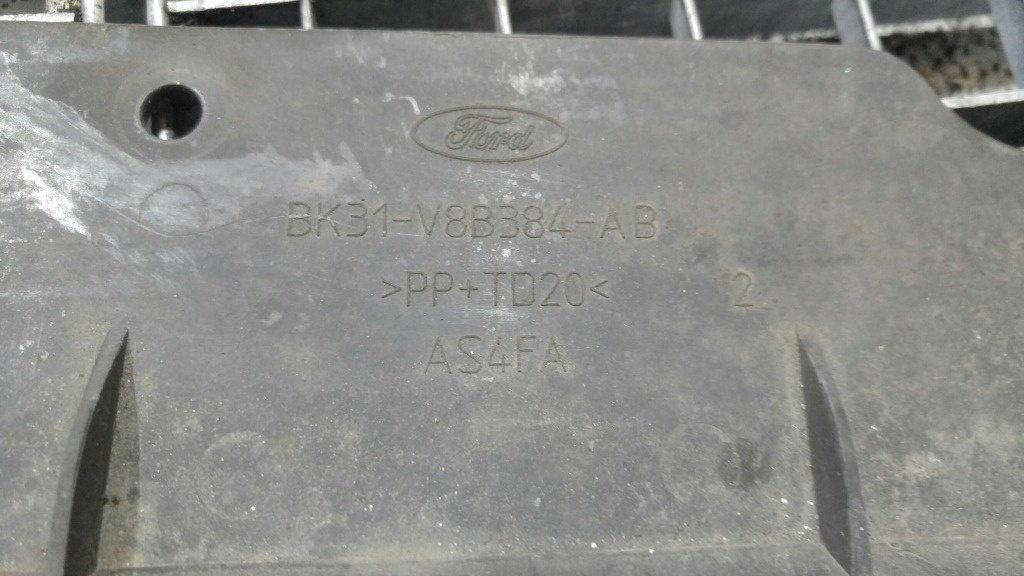 Ford
BK31-V8B384-AB
>PP+TD20< 2
AS4FA